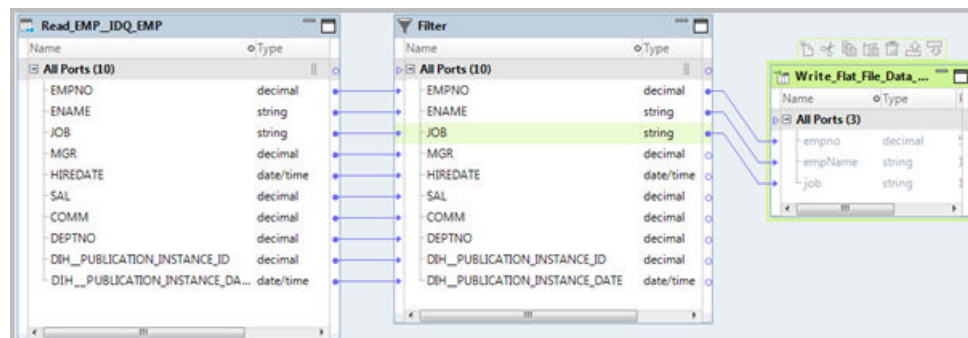 Read_EMP__IDQ_EMP
Name Type
All Ports (10)
EMPNO decimal
ENAME string
JOB string
MGR decimal
HIREDATE date/time
SAL decimal
COMM decimal
DEPTNO decimal
DIH__PUBLICATION_INSTANCE_ID decimal
DIH__PUBLICATION_INSTANCE_DA... date/time
Filter
Name Type
All Ports (10)
EMPNO decimal
ENAME string
JOB string
MGR decimal
HIREDATE date/time
SAL decimal
COMM decimal
DEPTNO decimal
DIH__PUBLICATION_INSTANCE_ID decimal
DIH__PUBLICATION_INSTANCE_DATE date/time
Write_Flat_File_Data_...
Name Type
All Ports (3)
empno decimal
empName string
job string